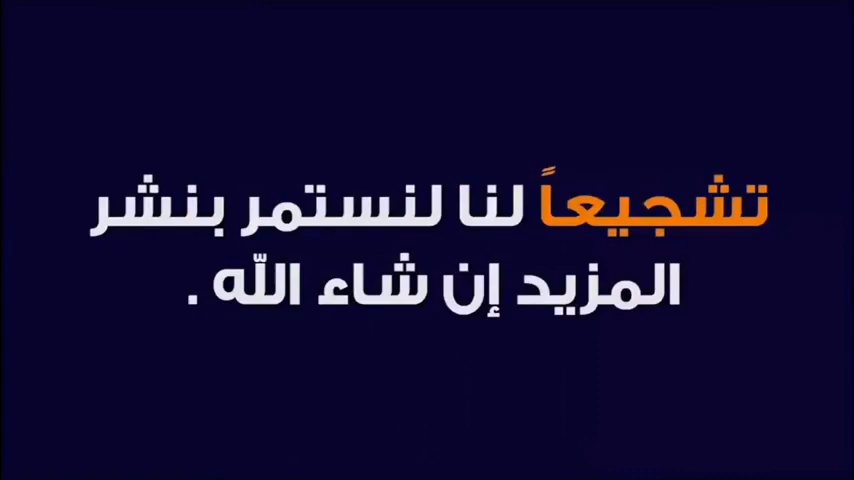 تشجيعاً لنا لنستمر بنشر
المزيد إن شاء الله .